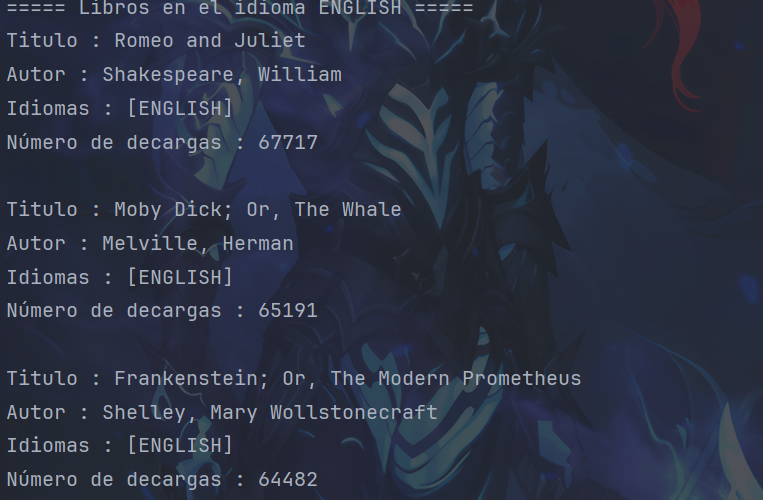 ===== Libros en el idioma ENGLISH =====
Titulo : Romeo and Juliet
Autor : Shakespeare, William
Idiomas : [ENGLISH]
Número de decargas : 67717
Titulo : Moby Dick; Or, The Whale
Autor : Melville, Herman
Idiomas : [ENGLISH]
Número de decargas : 65191
Titulo : Frankenstein; Or, The Modern Prometheus
Autor : Shelley, Mary Wollstonecraft
Idiomas : [ENGLISH]
Número de decargas : 64482